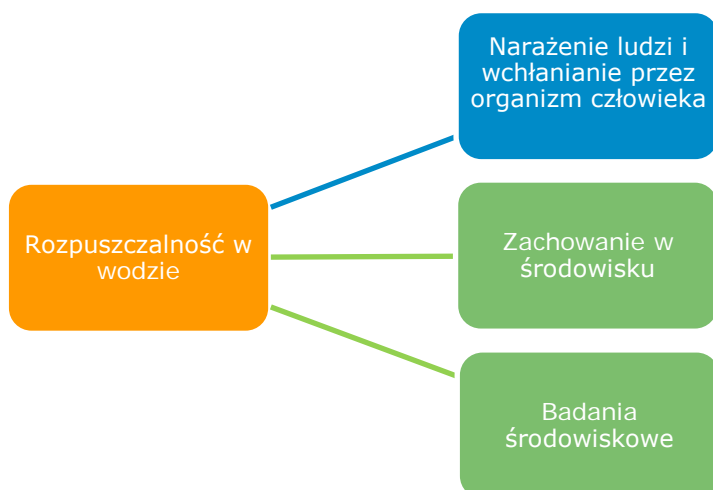 Narażenie ludzi i
wchłanianie przez
organizm człowieka
Rozpuszczalność w
wodzie
Zachowanie w
środowisku
Badania
środowiskowe